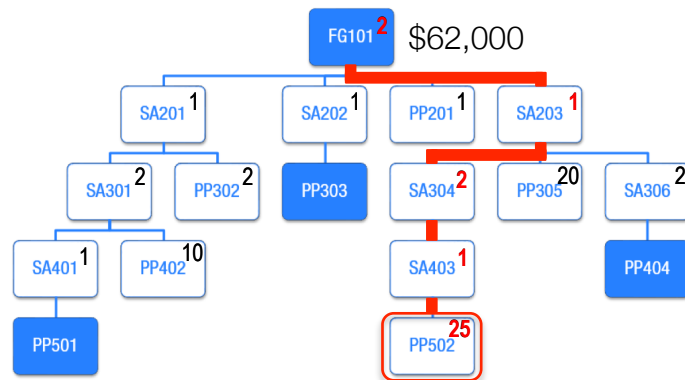 FG101 2 $62,000
SA201 1 SA202 1 PP201 1 SA203 1
SA301 2 PP302 2 PP303 SA304 2 PP305 20 SA306 2
SA401 1 PP402 10 SA403 1 PP404
PP501 PP502 25